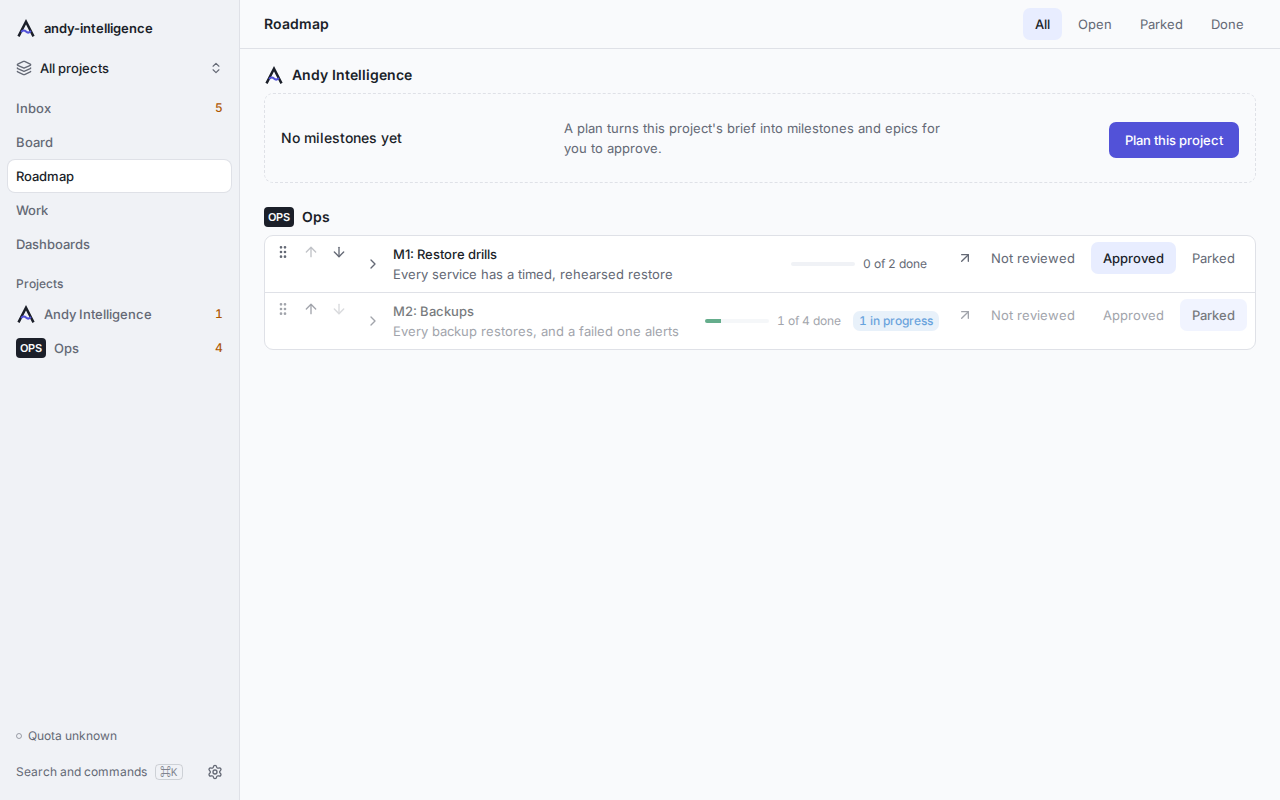 andy-intelligence
All projects
Inbox 5
Board
Roadmap
Work
Dashboards
Projects
Andy Intelligence 1
OPS Ops 4
Quota unknown
Search and commands ⌘K
Roadmap
All Open Parked Done
Andy Intelligence
No milestones yet
A plan turns this project's brief into milestones and epics for
you to approve.
Plan this project
OPS Ops
M1: Restore drills
Every service has a timed, rehearsed restore
0 of 2 done
Not reviewed Approved Parked
M2: Backups
Every backup restores, and a failed one alerts
1 of 4 done 1 in progress
Not reviewed Approved Parked